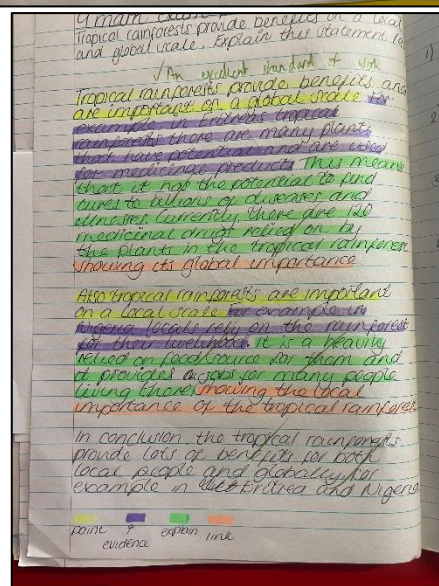 4 mark exam
Tropical rainforests provide benefits on a local
and global scale. Explain this statement
✓ An excellent standard of work
Tropical rainforests provide benefits and
are important on a global scale for
example in Eritreas tropical
rainforests there are many plants
that have potential and are used
for medicinal products This means
that it has the potential to find
cures to billions of diseases and
illnesses. Currently there are 120
medicinal drugs relied on by
the plants in the tropical rainforest
showing its global importance
Also tropical rainforests are important
on a local scale for example in
Nigeria locals rely on the rainforest
for their livelihood. it is a heavily
relied on food source for them and
it provides for many people
living there showing the local
importance of the tropical rainforest
In conclusion, the tropical rainforests
provide lots of benefits for both
local people and globally for
example in Eritrea and Nigeria
point
evidence
explain
link